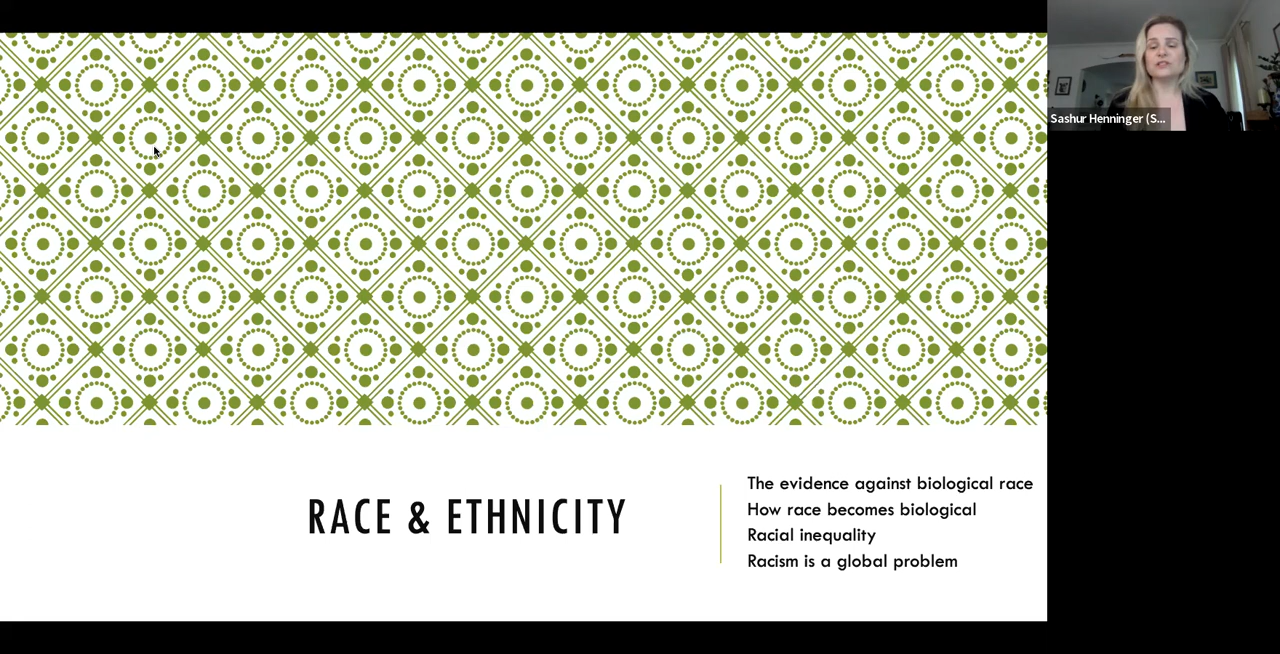 Sashur Henninger (S...
RACE & ETHNICITY
The evidence against biological race
How race becomes biological
Racial inequality
Racism is a global problem